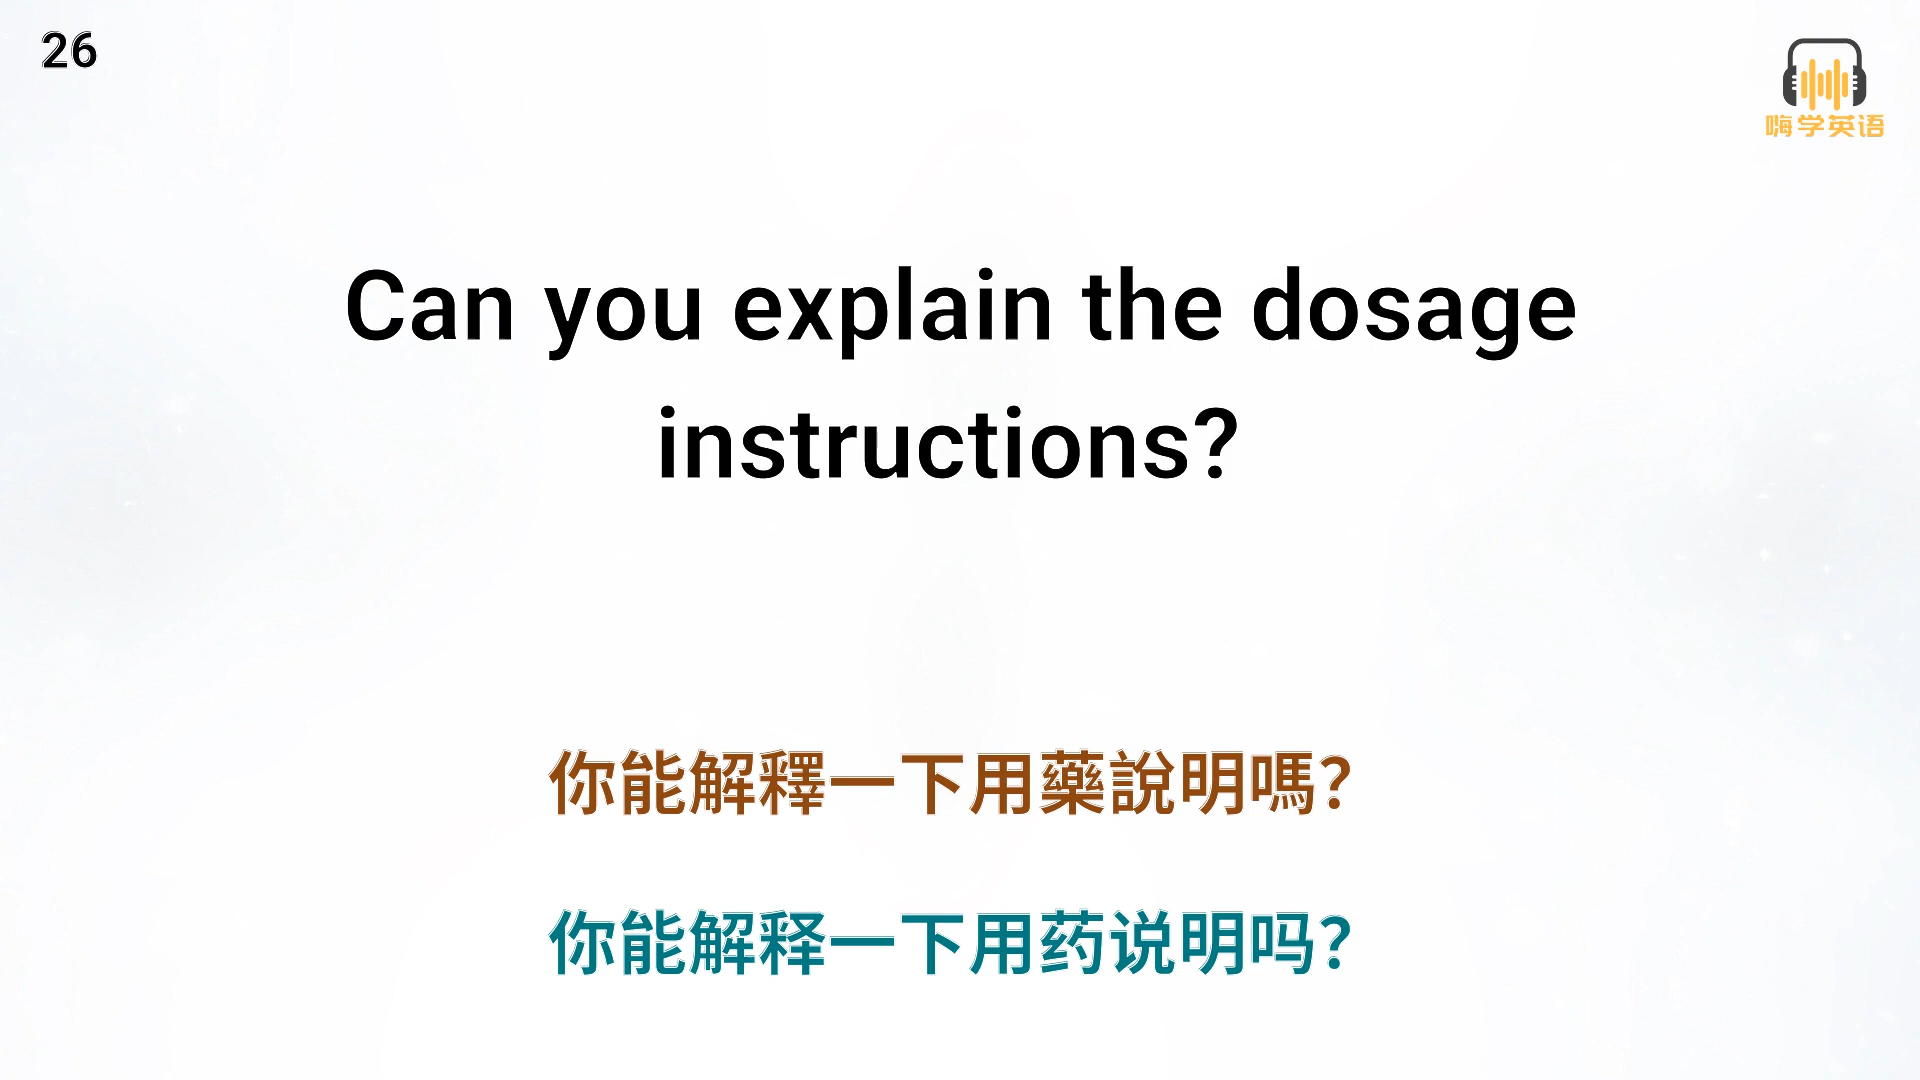 26
嗨学英语
Can you explain the dosage
instructions?
你能解釋一下用藥說明嗎？
你能解释一下用药说明吗？